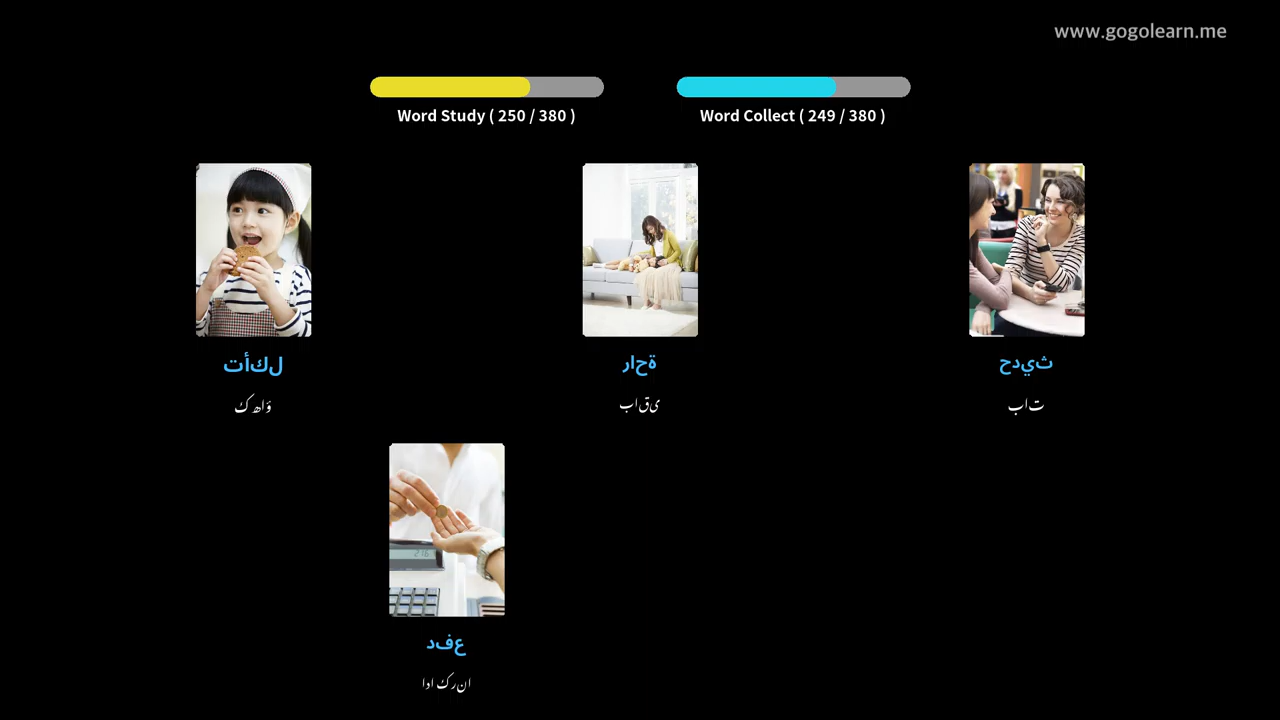 www.gogolearn.me
Word Study ( 250 / 380 )
Word Collect ( 249 / 380 )
لكأت
ؤاھک
ةحار
یقاب
ثيدح
تاب
عفد
انرک ادا